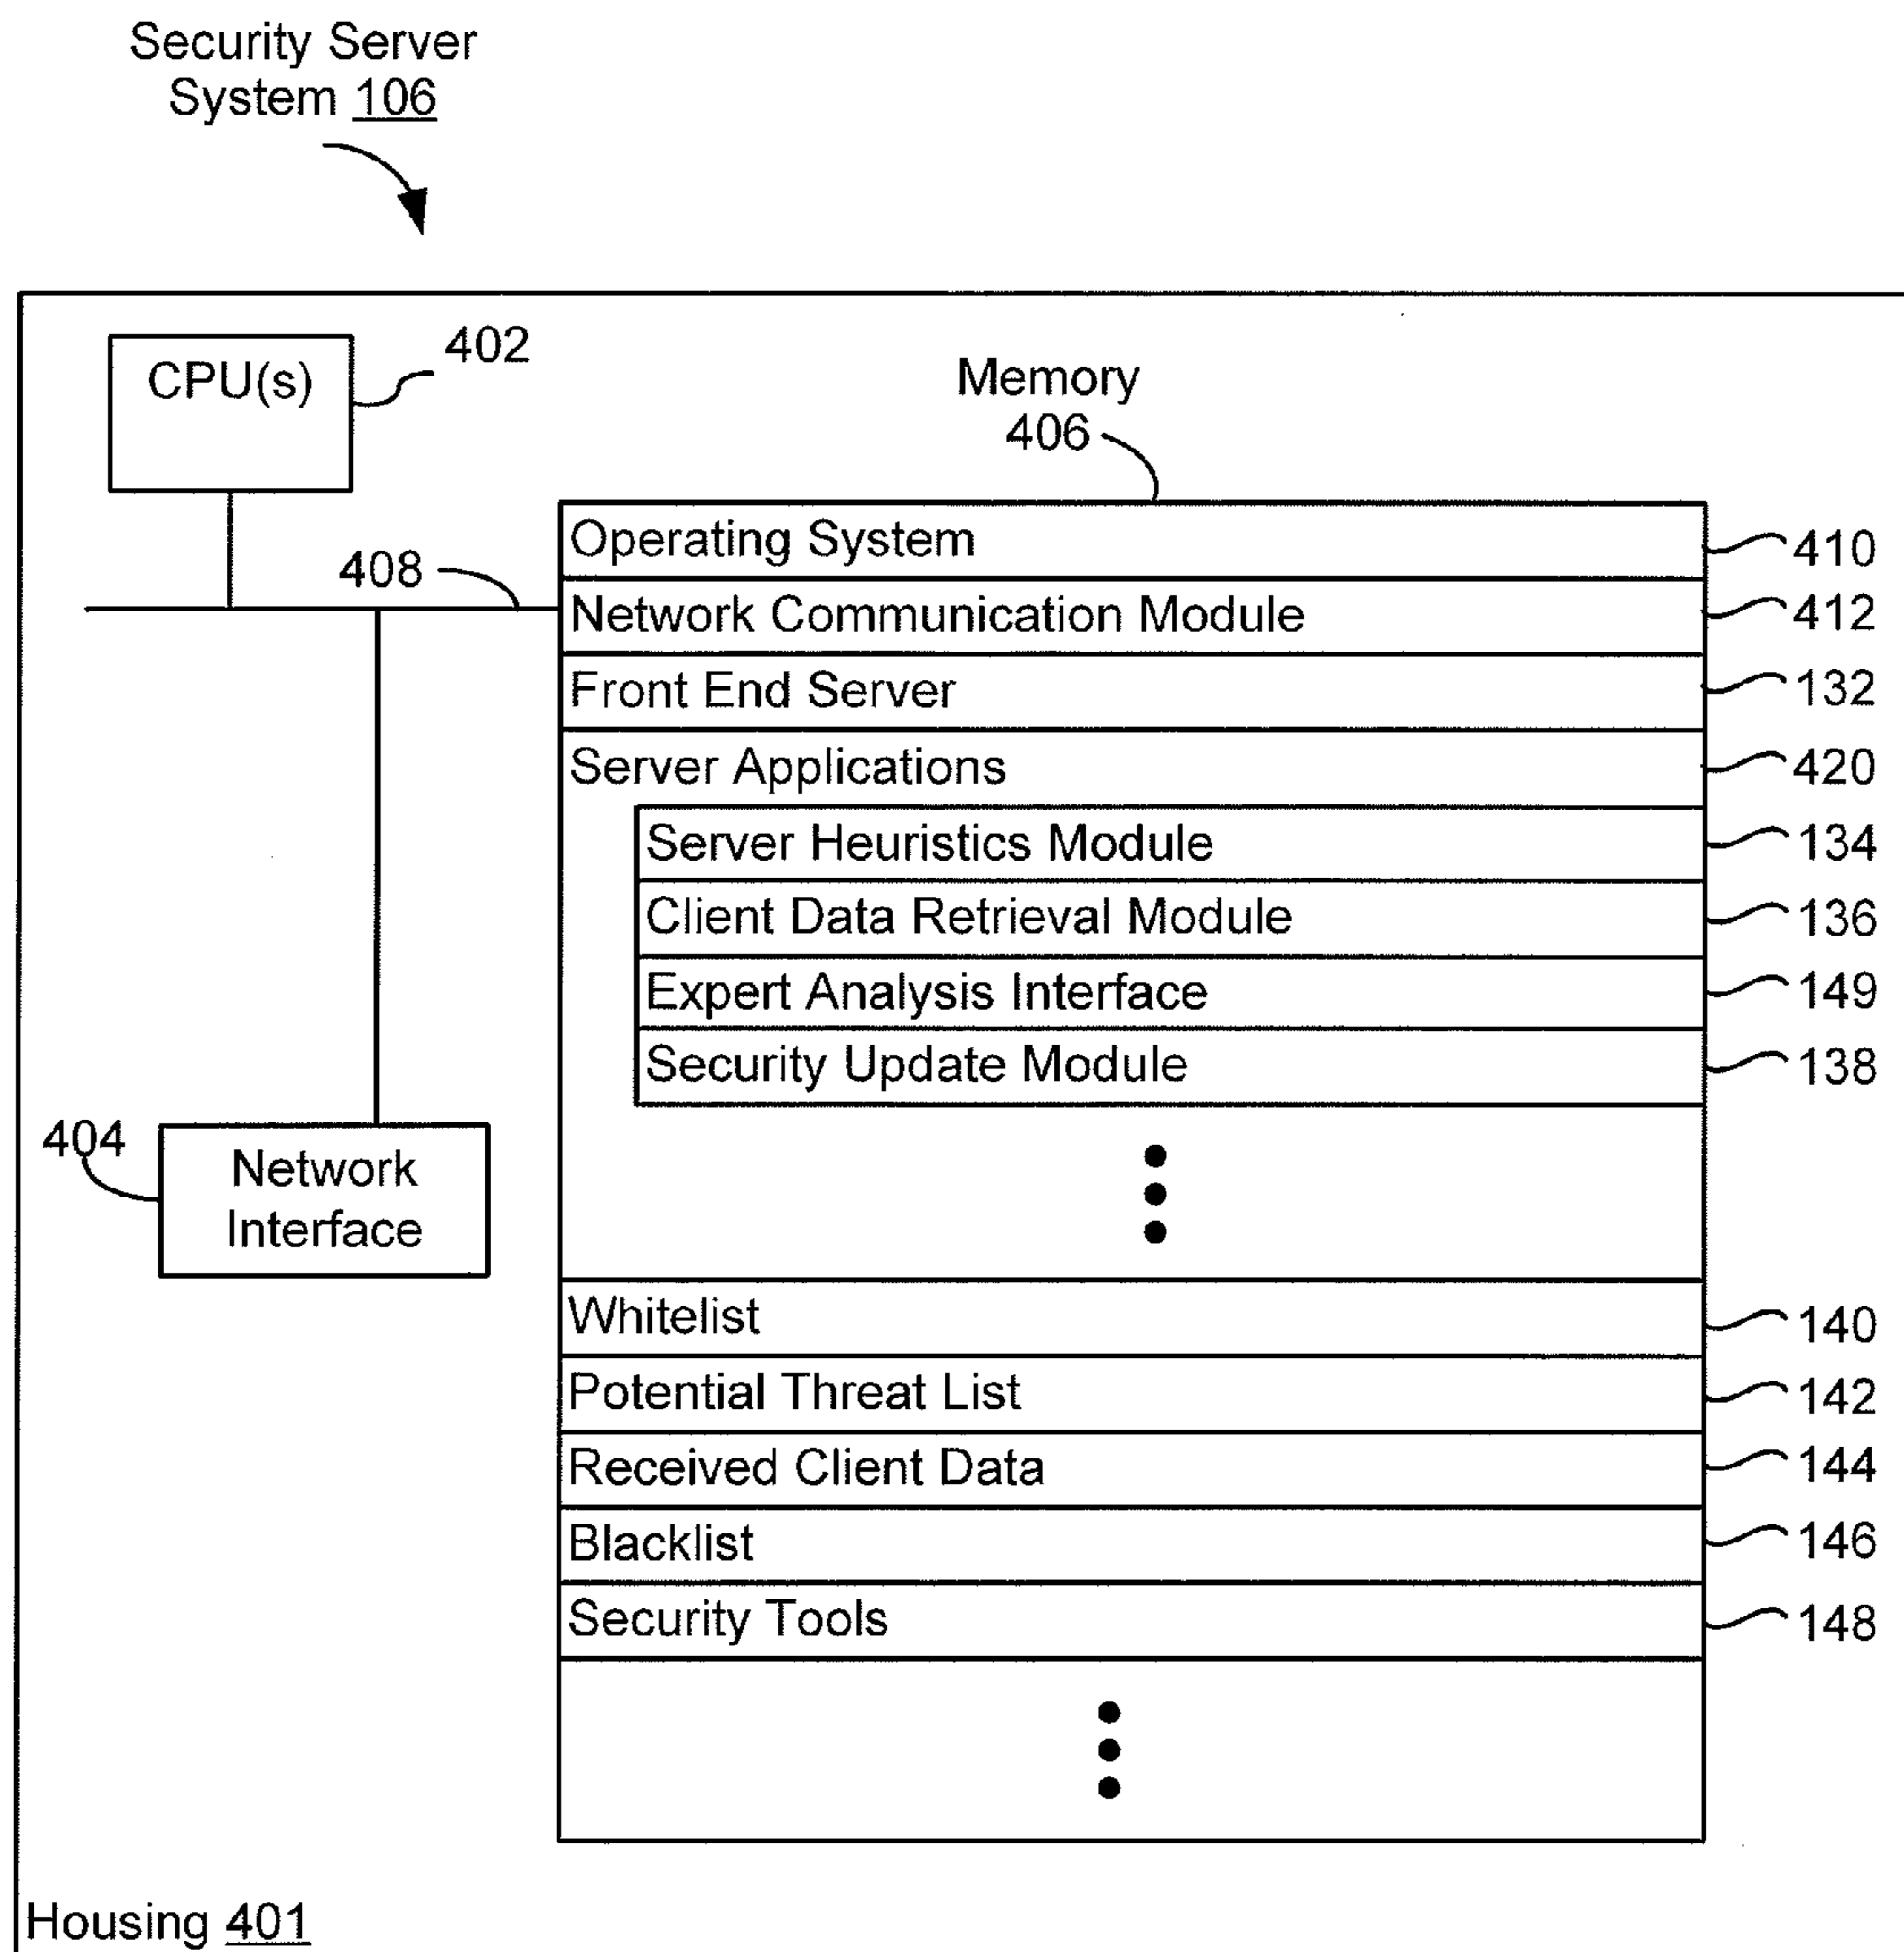 Security Server
System 106
CPU(s)
402
Memory
406
408
Operating System 410
Network Communication Module 412
Front End Server 132
Server Applications 420
Server Heuristics Module 134
Client Data Retrieval Module 136
Expert Analysis Interface 149
Security Update Module 138
404
Network
Interface
Whitelist 140
Potential Threat List 142
Received Client Data 144
Blacklist 146
Security Tools 148
Housing 401